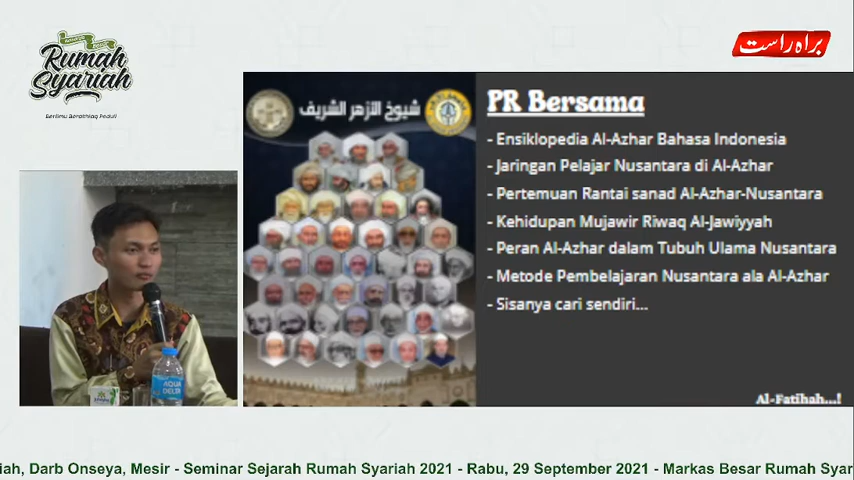 Rumah
Syariah
Berilmu Berakhlaq Peduli
براہ راست
شيوخ الأزهر الشريف
PR Bersama
- Ensiklopedia Al-Azhar Bahasa Indonesia
- Jaringan Pelajar Nusantara di Al-Azhar
- Pertemuan Rantai sanad Al-Azhar-Nusantara
- Kehidupan Mujawir Riwaq Al-Jawiyyah
- Peran Al-Azhar dalam Tubuh Ulama Nusantara
- Metode Pembelajaran Nusantara ala Al-Azhar
- Sisanya cari sendiri...
Al-Fatihah...!
AQUA
DELTA
iah, Darb Onseya, Mesir - Seminar Sejarah Rumah Syariah 2021 - Rabu, 29 September 2021 - Markas Besar Rumah Syar